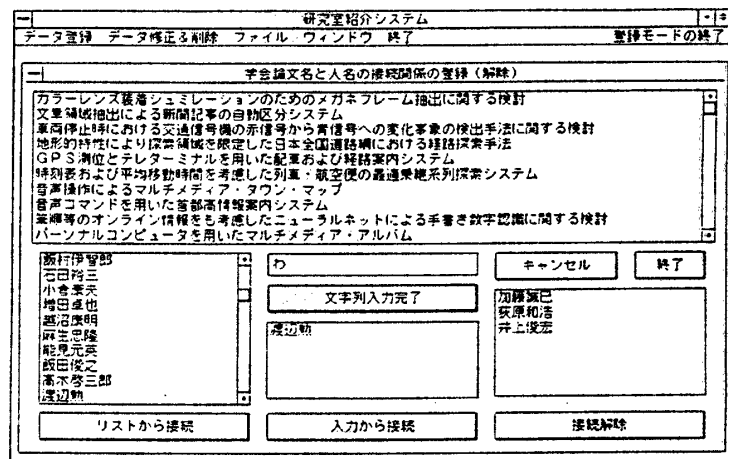 研究室紹介システム
データ登録 データ修正&削除 ファイル ウィンドウ 終了 登録モードの終了
学会論文名と人名の接続関係の登録（解除）
カラーレンズ装着シュミレーションのためのメガネフレーム抽出に関する検討
文章領域抽出による新聞記事の自動区分システム
車両停止時における交通信号機の赤信号から青信号への変化事象の検出手法に関する検討
地形的特性により探索領域を限定した日本全国道路網における経路探索手法
GPS測位とテレターミナルを用いた配車および経路案内システム
時刻表および平均移動時間を考慮した列車・航空便の最適乗継系列探索システム
音声操作によるマルチメディア・タウン・マップ
音声コマンドを用いた首都高情報案内システム
筆順等のオンライン情報をも考慮したニューラルネットによる手書き数字認識に関する検討
パーソナルコンピュータを用いたマルチメディア・アルバム
飯村伊智郎
石田裕三
小倉章夫
増田卓也
越沼康明
麻生忠隆
能見元英
飯田俊之
高木啓三郎
渡辺勲
わ
文字列入力完了
渡辺勲
キャンセル 終了
加藤誠巳
荻原和浩
井上俊宏
リストから接続 入力から接続 接続解除